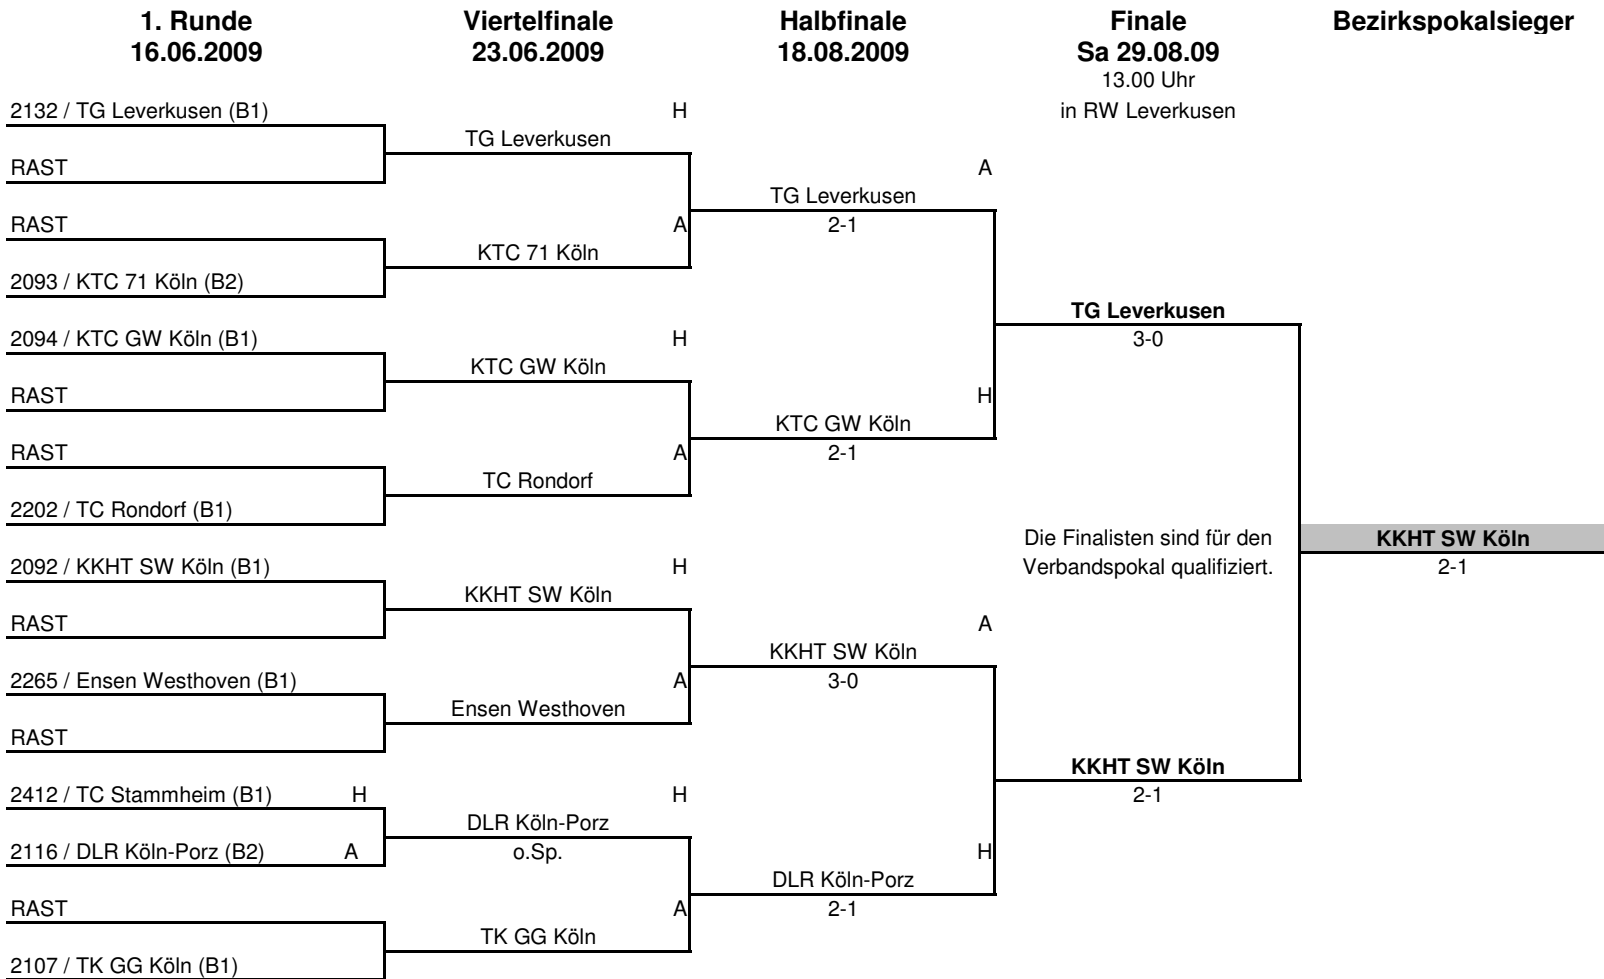 1. Runde
16.06.2009
Viertelfinale
23.06.2009
Halbfinale
18.08.2009
Finale
Sa 29.08.09
13.00 Uhr
in RW Leverkusen
Bezirkspokalsieger
2132 / TG Leverkusen (B1)
RAST
RAST
2093 / KTC 71 Köln (B2)
2094 / KTC GW Köln (B1)
RAST
RAST
2202 / TC Rondorf (B1)
2092 / KKHT SW Köln (B1)
RAST
2265 / Ensen Westhoven (B1)
RAST
2412 / TC Stammheim (B1) H
2116 / DLR Köln-Porz (B2) A
RAST
2107 / TK GG Köln (B1)
H
TG Leverkusen
A
KTC 71 Köln
H
KTC GW Köln
A
TC Rondorf
H
KKHT SW Köln
A
Ensen Westhoven
H
DLR Köln-Porz
o.Sp.
A
TK GG Köln
A
TG Leverkusen
2-1
H
KTC GW Köln
2-1
A
KKHT SW Köln
3-0
H
DLR Köln-Porz
2-1
TG Leverkusen
3-0
Die Finalisten sind für den
Verbandspokal qualifiziert.
KKHT SW Köln
2-1
KKHT SW Köln
2-1